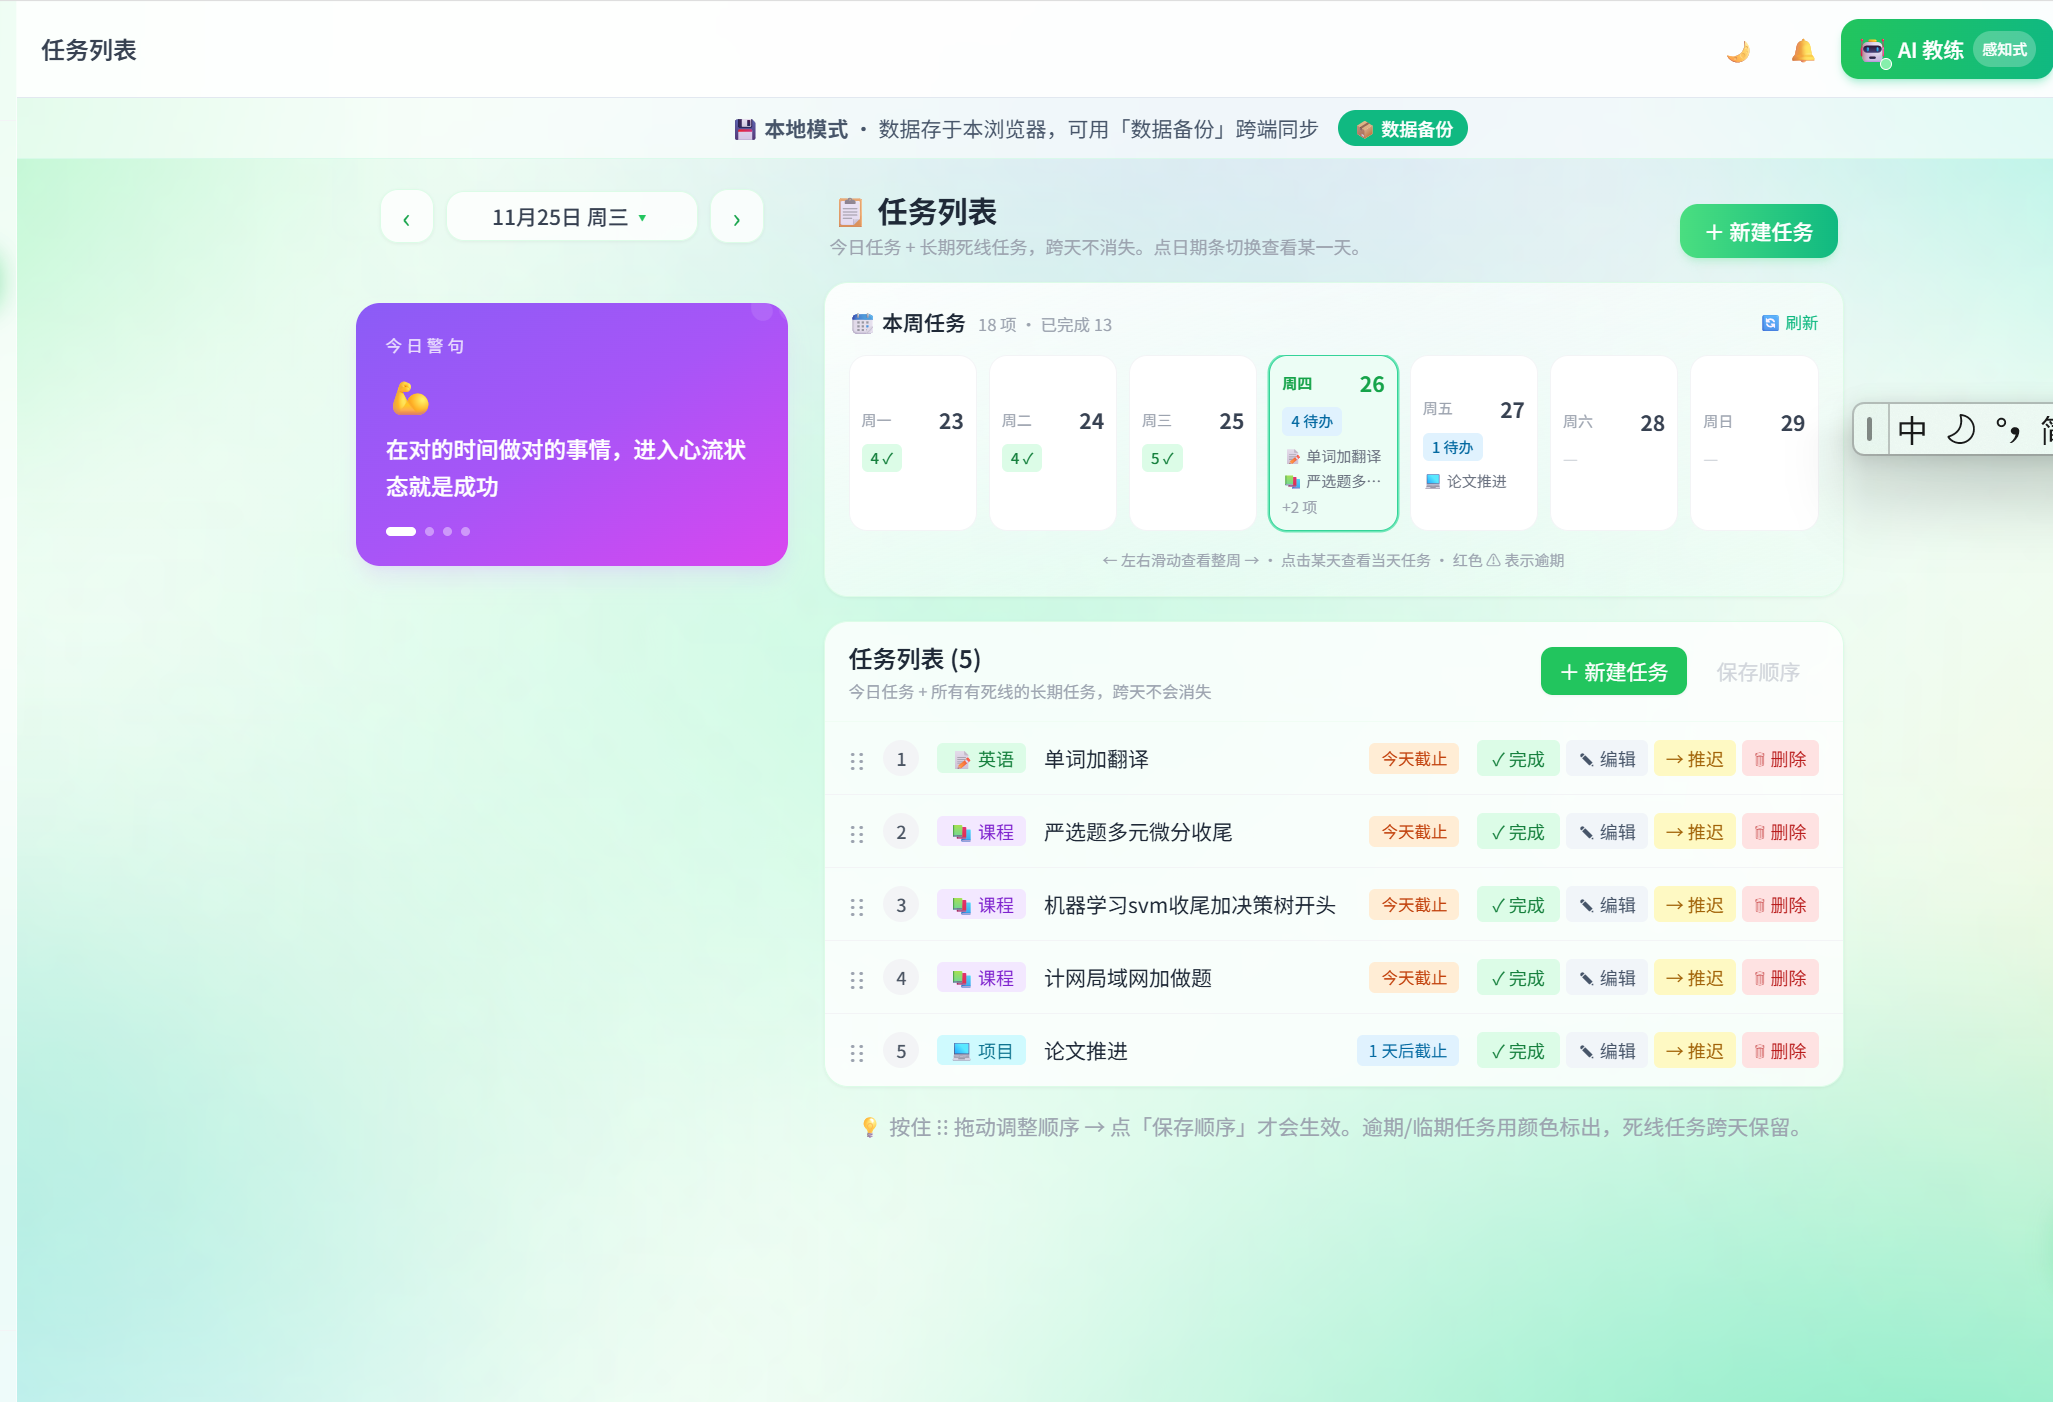 任务列表
AI 教练 感知式
本地模式 · 数据存于本浏览器，可用「数据备份」跨端同步 数据备份
‹ 11月25日 周三 ▾ ›
今日警句
在对的时间做对的事情，进入心流状
态就是成功
任务列表
今日任务 + 长期死线任务，跨天不消失。点日期条切换查看某一天。
+ 新建任务
本周任务 18 项 · 已完成 13
刷新
周一 23
4 ✓
周二 24
4 ✓
周三 25
5 ✓
周四 26
4 待办
单词加翻译
严选题多…
+2 项
周五 27
1 待办
论文推进
周六 28
—
周日 29
—
← 左右滑动查看整周 → · 点击某天查看当天任务 · 红色 ⚠ 表示逾期
任务列表 (5)
今日任务 + 所有有死线的长期任务，跨天不会消失
+ 新建任务 保存顺序
1 英语 单词加翻译 今天截止 ✓ 完成 编辑 → 推迟 删除
2 课程 严选题多元微分收尾 今天截止 ✓ 完成 编辑 → 推迟 删除
3 课程 机器学习svm收尾加决策树开头 今天截止 ✓ 完成 编辑 → 推迟 删除
4 课程 计网局域网加做题 今天截止 ✓ 完成 编辑 → 推迟 删除
5 项目 论文推进 1 天后截止 ✓ 完成 编辑 → 推迟 删除
按住 ⠿ 拖动调整顺序 → 点「保存顺序」才会生效。逾期/临期任务用颜色标出，死线任务跨天保留。
中 °，